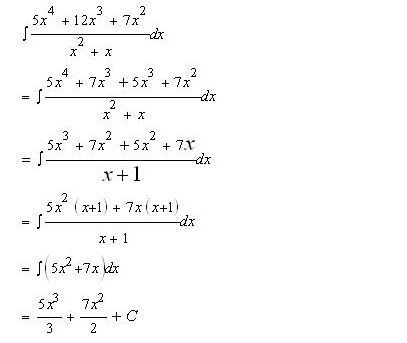 ∫ (5x⁴ + 12x³ + 7x²)/(x² + x) dx
= ∫ (5x⁴ + 7x³ + 5x³ + 7x²)/(x² + x) dx
= ∫ (5x³ + 7x² + 5x² + 7x)/(x + 1) dx
= ∫ (5x² (x+1) + 7x (x+1))/(x + 1) dx
= ∫(5x² + 7x)dx
= 5x³/3 + 7x²/2 + C